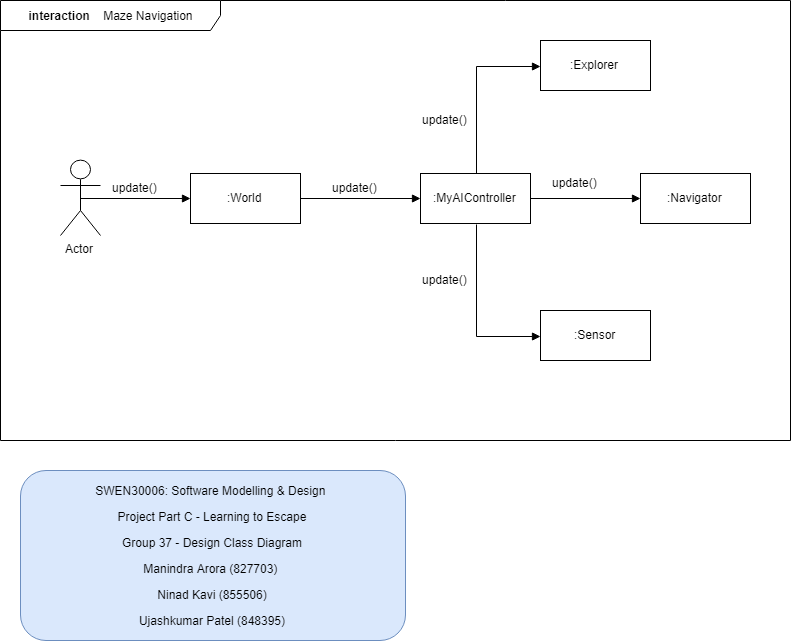 interaction Maze Navigation
:Explorer
update()
update()
:World
update()
:MyAIController
update()
:Navigator
Actor
update()
:Sensor
SWEN30006: Software Modelling & Design
Project Part C - Learning to Escape
Group 37 - Design Class Diagram
Manindra Arora (827703)
Ninad Kavi (855506)
Ujashkumar Patel (848395)